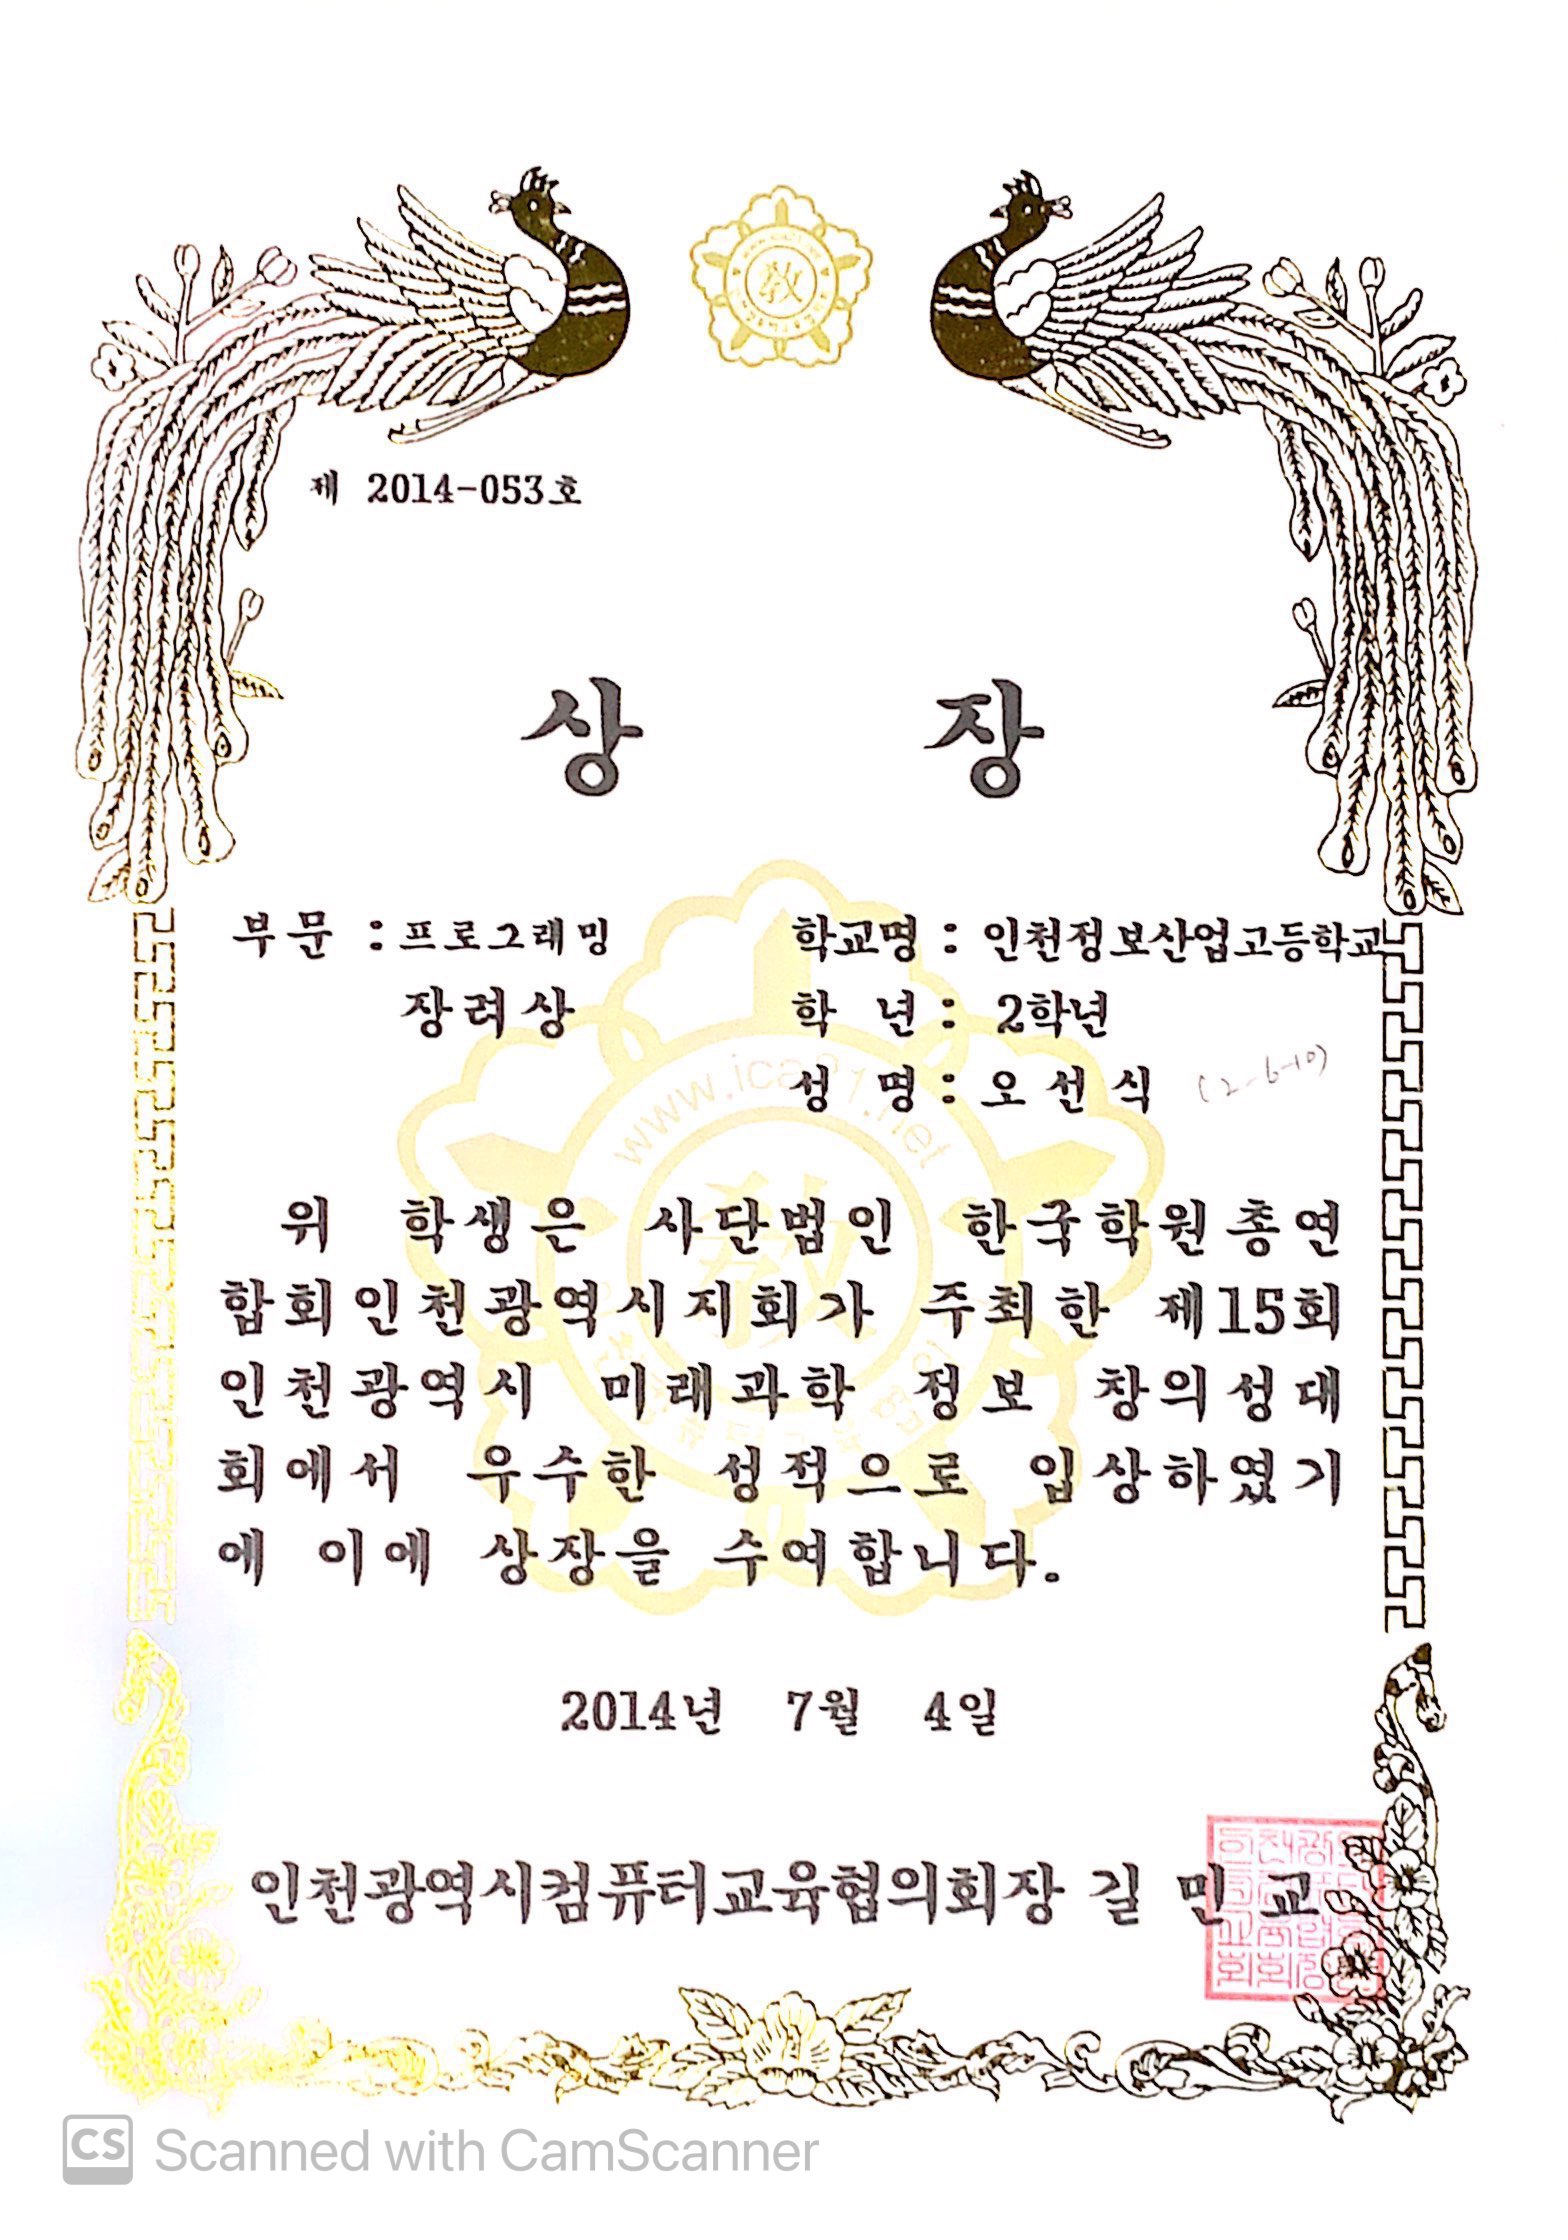 제 2014-053호
상 장
부문 : 프로그래밍
장려상
학교명 : 인천정보산업고등학교
학 년 : 2학년
성 명 : 오선식 (2-6-10)
위 학생은 사단법인 한국학원총연
합회인천광역시지회가 주최한 제15회
인천광역시 미래과학 정보 창의성대
회에서 우수한 성적으로 입상하였기
에 이에 상장을 수여합니다.
2014년 7월 4일
인천광역시컴퓨터교육협의회장 길 민 교
CS Scanned with CamScanner